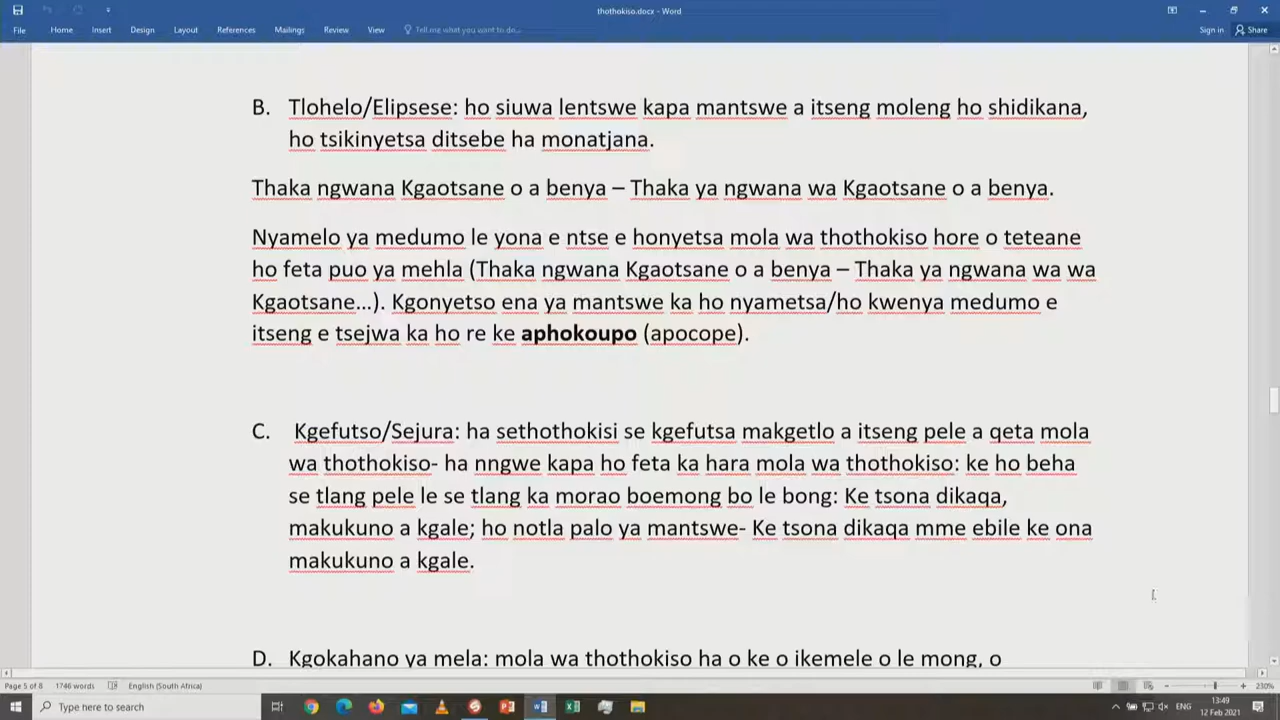 thothokiso.docx - Word
File Home Insert Design Layout References Mailings Review View Tell me what you want to do... Sign in Share
B. Tlohelo/Elipsese: ho siuwa lentswe kapa mantswe a itseng moleng ho shidikana,
ho tsikinyetsa ditsebe ha monatjana.
Thaka ngwana Kgaotsane o a benya – Thaka ya ngwana wa Kgaotsane o a benya.
Nyamelo ya medumo le yona e ntse e honyetsa mola wa thothokiso hore o teteane
ho feta puo ya mehla (Thaka ngwana Kgaotsane o a benya – Thaka ya ngwana wa wa
Kgaotsane...). Kgonyetso ena ya mantswe ka ho nyametsa/ho kwenya medumo e
itseng e tsejwa ka ho re ke aphokoupo (apocope).
C. Kgefutso/Sejura: ha sethothokisi se kgefutsa makgetlo a itseng pele a qeta mola
wa thothokiso- ha nngwe kapa ho feta ka hara mola wa thothokiso: ke ho beha
se tlang pele le se tlang ka morao boemong bo le bong: Ke tsona dikaqa,
makukuno a kgale; ho notla palo ya mantswe- Ke tsona dikaqa mme ebile ke ona
makukuno a kgale.
D. Kgokahano ya mela: mola wa thothokiso ha o ke o ikemele o le mong, o
Page 5 of 8 1746 words English (South Africa) 230%
Type here to search ENG 13:49
12 Feb 2021